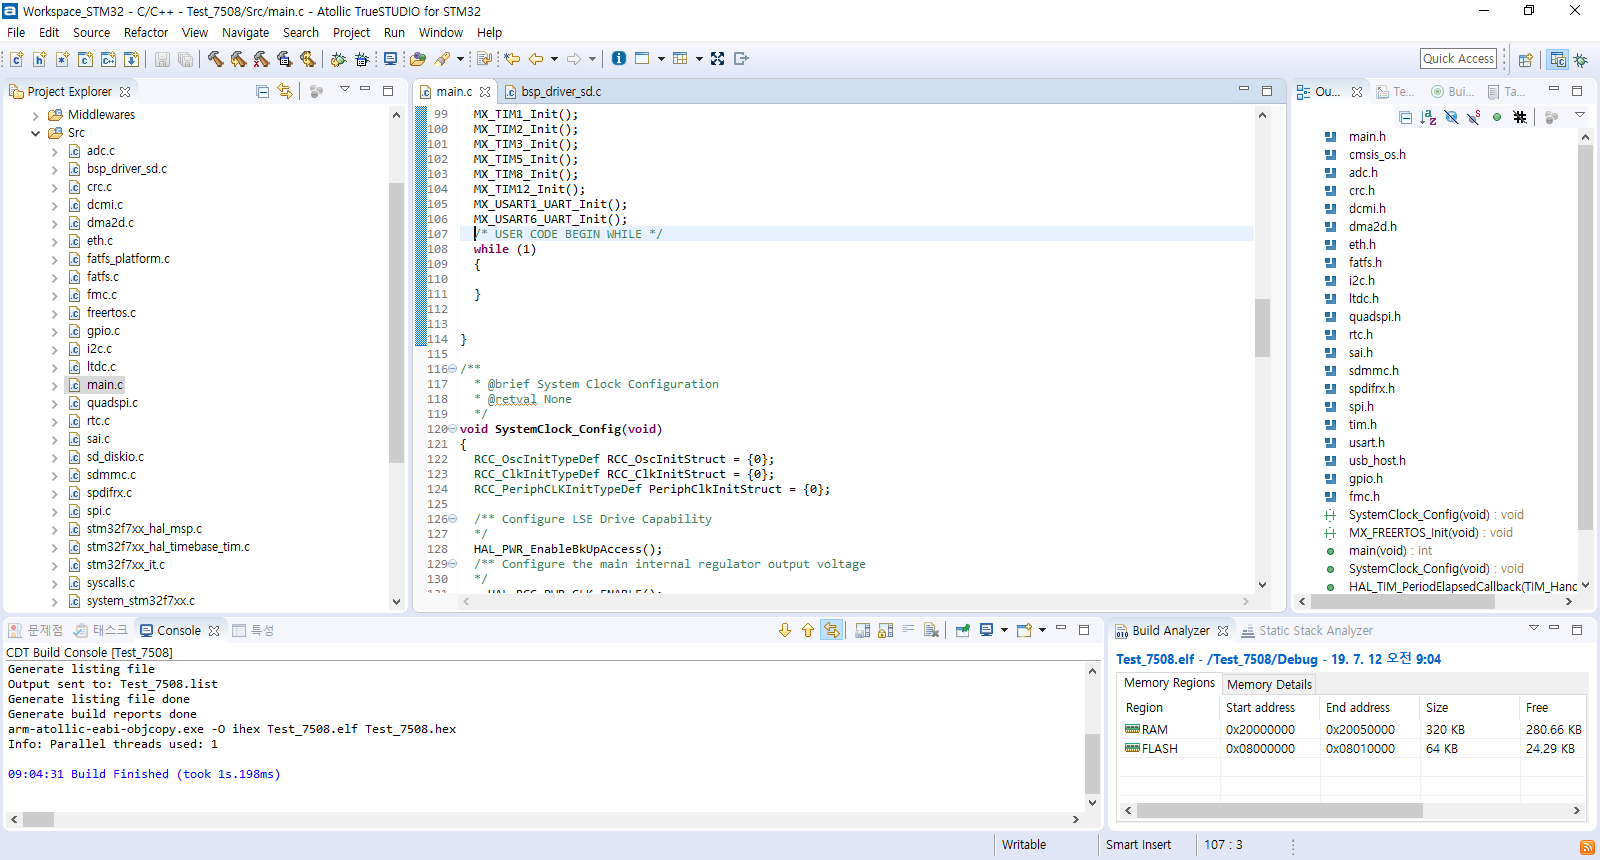 Workspace_STM32 - C/C++ - Test_7508/Src/main.c - Atollic TrueSTUDIO for STM32
File Edit Source Refactor View Navigate Search Project Run Window Help
Quick Access
Project Explorer
Middlewares
Src
adc.c
bsp_driver_sd.c
crc.c
dcmi.c
dma2d.c
eth.c
fatfs_platform.c
fatfs.c
fmc.c
freertos.c
gpio.c
i2c.c
ltdc.c
main.c
quadspi.c
rtc.c
sai.c
sd_diskio.c
sdmmc.c
spdifrx.c
spi.c
stm32f7xx_hal_msp.c
stm32f7xx_hal_timebase_tim.c
stm32f7xx_it.c
syscalls.c
system_stm32f7xx.c
main.c bsp_driver_sd.c
99 MX_TIM1_Init();
100 MX_TIM2_Init();
101 MX_TIM3_Init();
102 MX_TIM5_Init();
103 MX_TIM8_Init();
104 MX_TIM12_Init();
105 MX_USART1_UART_Init();
106 MX_USART6_UART_Init();
107 /* USER CODE BEGIN WHILE */
108 while (1)
109 {
110
111 }
112
113
114 }
115
116 /**
117 * @brief System Clock Configuration
118 * @retval None
119 */
120 void SystemClock_Config(void)
121 {
122 RCC_OscInitTypeDef RCC_OscInitStruct = {0};
123 RCC_ClkInitTypeDef RCC_ClkInitStruct = {0};
124 RCC_PeriphCLKInitTypeDef PeriphClkInitStruct = {0};
125
126 /** Configure LSE Drive Capability
127 */
128 HAL_PWR_EnableBkUpAccess();
129 /** Configure the main internal regulator output voltage
130 */
Ou... Te... Bui... Ta...
main.h
cmsis_os.h
adc.h
crc.h
dcmi.h
dma2d.h
eth.h
fatfs.h
i2c.h
ltdc.h
quadspi.h
rtc.h
sai.h
sdmmc.h
spdifrx.h
spi.h
tim.h
usart.h
usb_host.h
gpio.h
fmc.h
SystemClock_Config(void) : void
MX_FREERTOS_Init(void) : void
main(void) : int
SystemClock_Config(void) : void
HAL_TIM_PeriodElapsedCallback(TIM_Hanc
문제점 태스크 Console 특성
CDT Build Console [Test_7508]
Generate listing file
Output sent to: Test_7508.list
Generate listing file done
Generate build reports done
arm-atollic-eabi-objcopy.exe -O ihex Test_7508.elf Test_7508.hex
Info: Parallel threads used: 1
09:04:31 Build Finished (took 1s.198ms)
Build Analyzer Static Stack Analyzer
Test_7508.elf - /Test_7508/Debug - 19. 7. 12 오전 9:04
Memory Regions Memory Details
Region Start address End address Size Free
RAM 0x20000000 0x20050000 320 KB 280.66 KB
FLASH 0x08000000 0x08010000 64 KB 24.29 KB
Writable Smart Insert 107 : 3